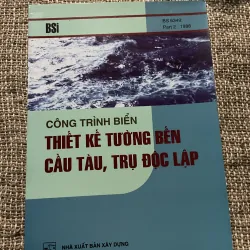 BSi
BS 6349
Part 2 : 1988
CÔNG TRÌNH BIỂN
THIẾT KẾ TƯỜNG BẾN
CẦU TÀU, TRỤ ĐỘC LẬP
NHÀ XUẤT BẢN XÂY DỰNG